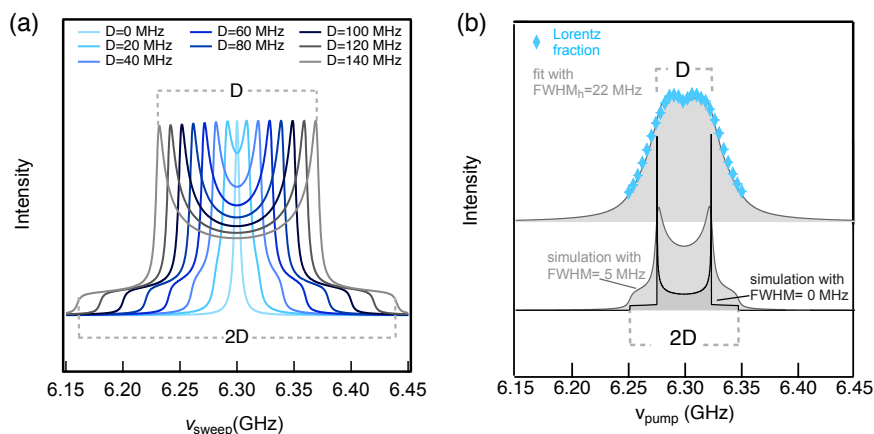 (a)
D=0 MHz
D=20 MHz
D=40 MHz
D=60 MHz
D=80 MHz
D=100 MHz
D=120 MHz
D=140 MHz
D
2D
Intensity
6.15 6.20 6.25 6.30 6.35 6.40 6.45
νsweep(GHz)
(b)
Lorentz
fraction
fit with
FWHMh=22 MHz
D
simulation with
FWHM= 5 MHz
simulation with
FWHM= 0 MHz
2D
Intensity
6.15 6.20 6.25 6.30 6.35 6.40 6.45
νpump (GHz)